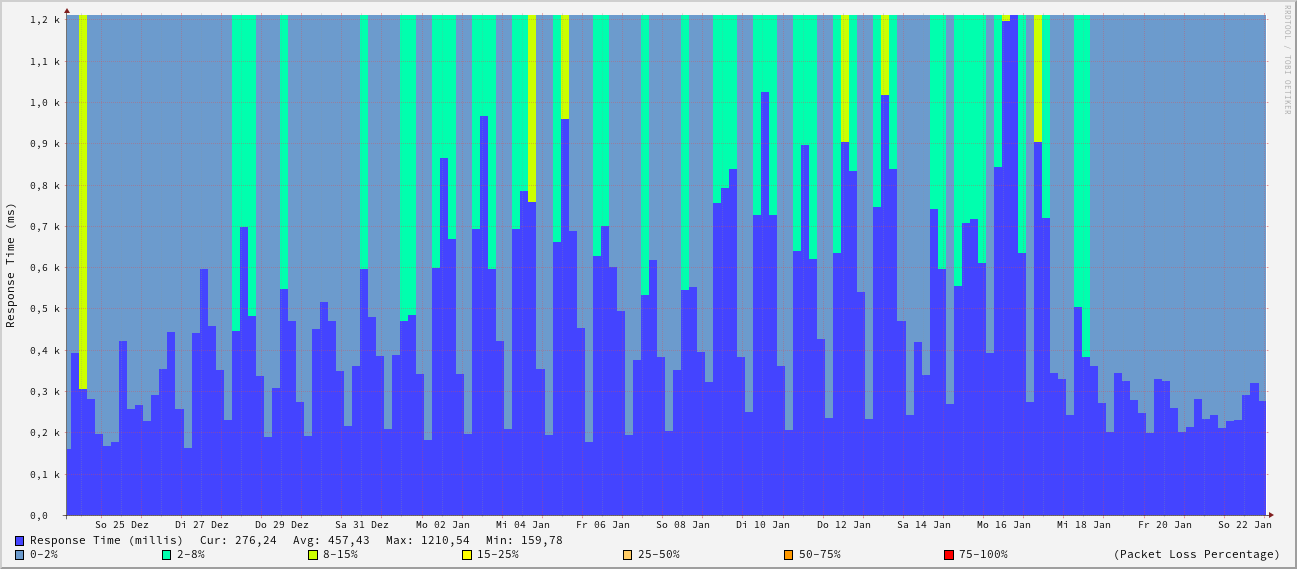 1,2 k
1,1 k
1,0 k
0,9 k
0,8 k
0,7 k
0,6 k
0,5 k
0,4 k
0,3 k
0,2 k
0,1 k
0,0
Response Time (ms)
RRDTOOL / TOBI OETIKER
So 25 Dez Di 27 Dez Do 29 Dez Sa 31 Dez Mo 02 Jan Mi 04 Jan Fr 06 Jan So 08 Jan Di 10 Jan Do 12 Jan Sa 14 Jan Mo 16 Jan Mi 18 Jan Fr 20 Jan So 22 Jan
Response Time (millis) Cur: 276,24 Avg: 457,43 Max: 1210,54 Min: 159,78
0-2% 2-8% 8-15% 15-25% 25-50% 50-75% 75-100% (Packet Loss Percentage)